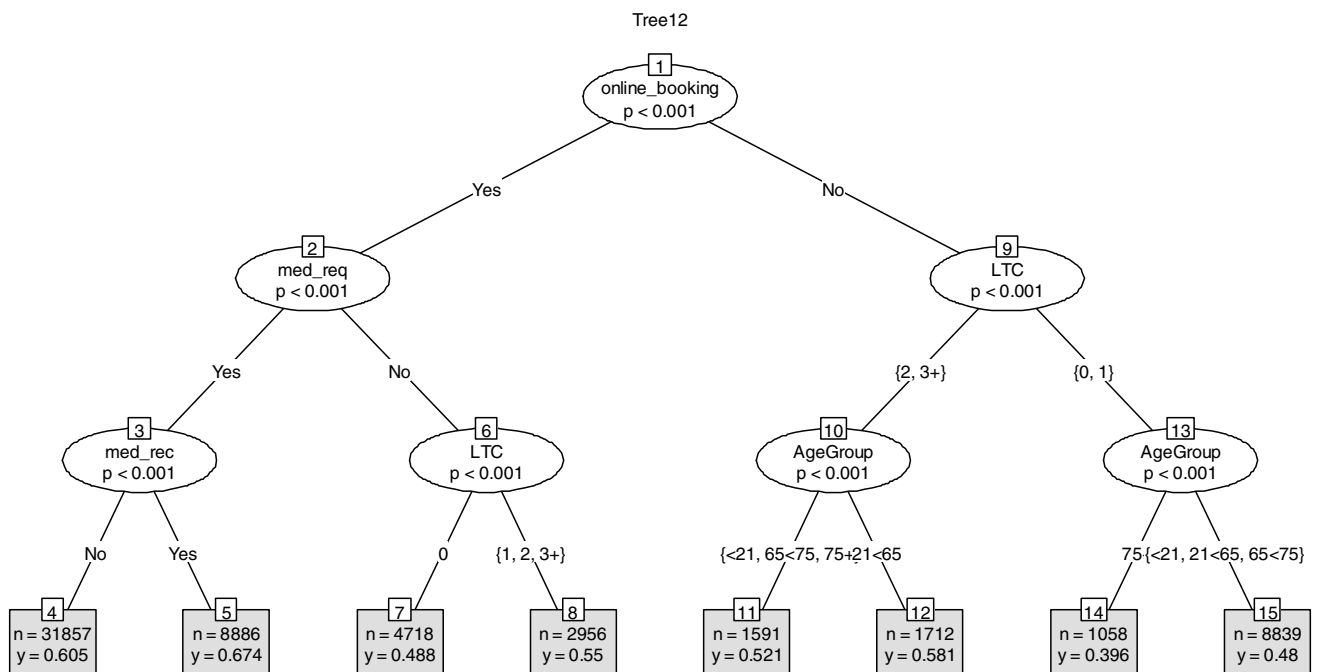 Tree12
1
online_booking
p < 0.001
Yes
No
2
med_req
p < 0.001
9
LTC
p < 0.001
Yes
No
{2, 3+}
{0, 1}
3
med_rec
p < 0.001
6
LTC
p < 0.001
10
AgeGroup
p < 0.001
13
AgeGroup
p < 0.001
No
Yes
0
{1, 2, 3+}
{<21, 65<75, 75+}
21<65
75+
{<21, 21<65, 65<75}
4
n = 31857
y = 0.605
5
n = 8886
y = 0.674
7
n = 4718
y = 0.488
8
n = 2956
y = 0.55
11
n = 1591
y = 0.521
12
n = 1712
y = 0.581
14
n = 1058
y = 0.396
15
n = 8839
y = 0.48